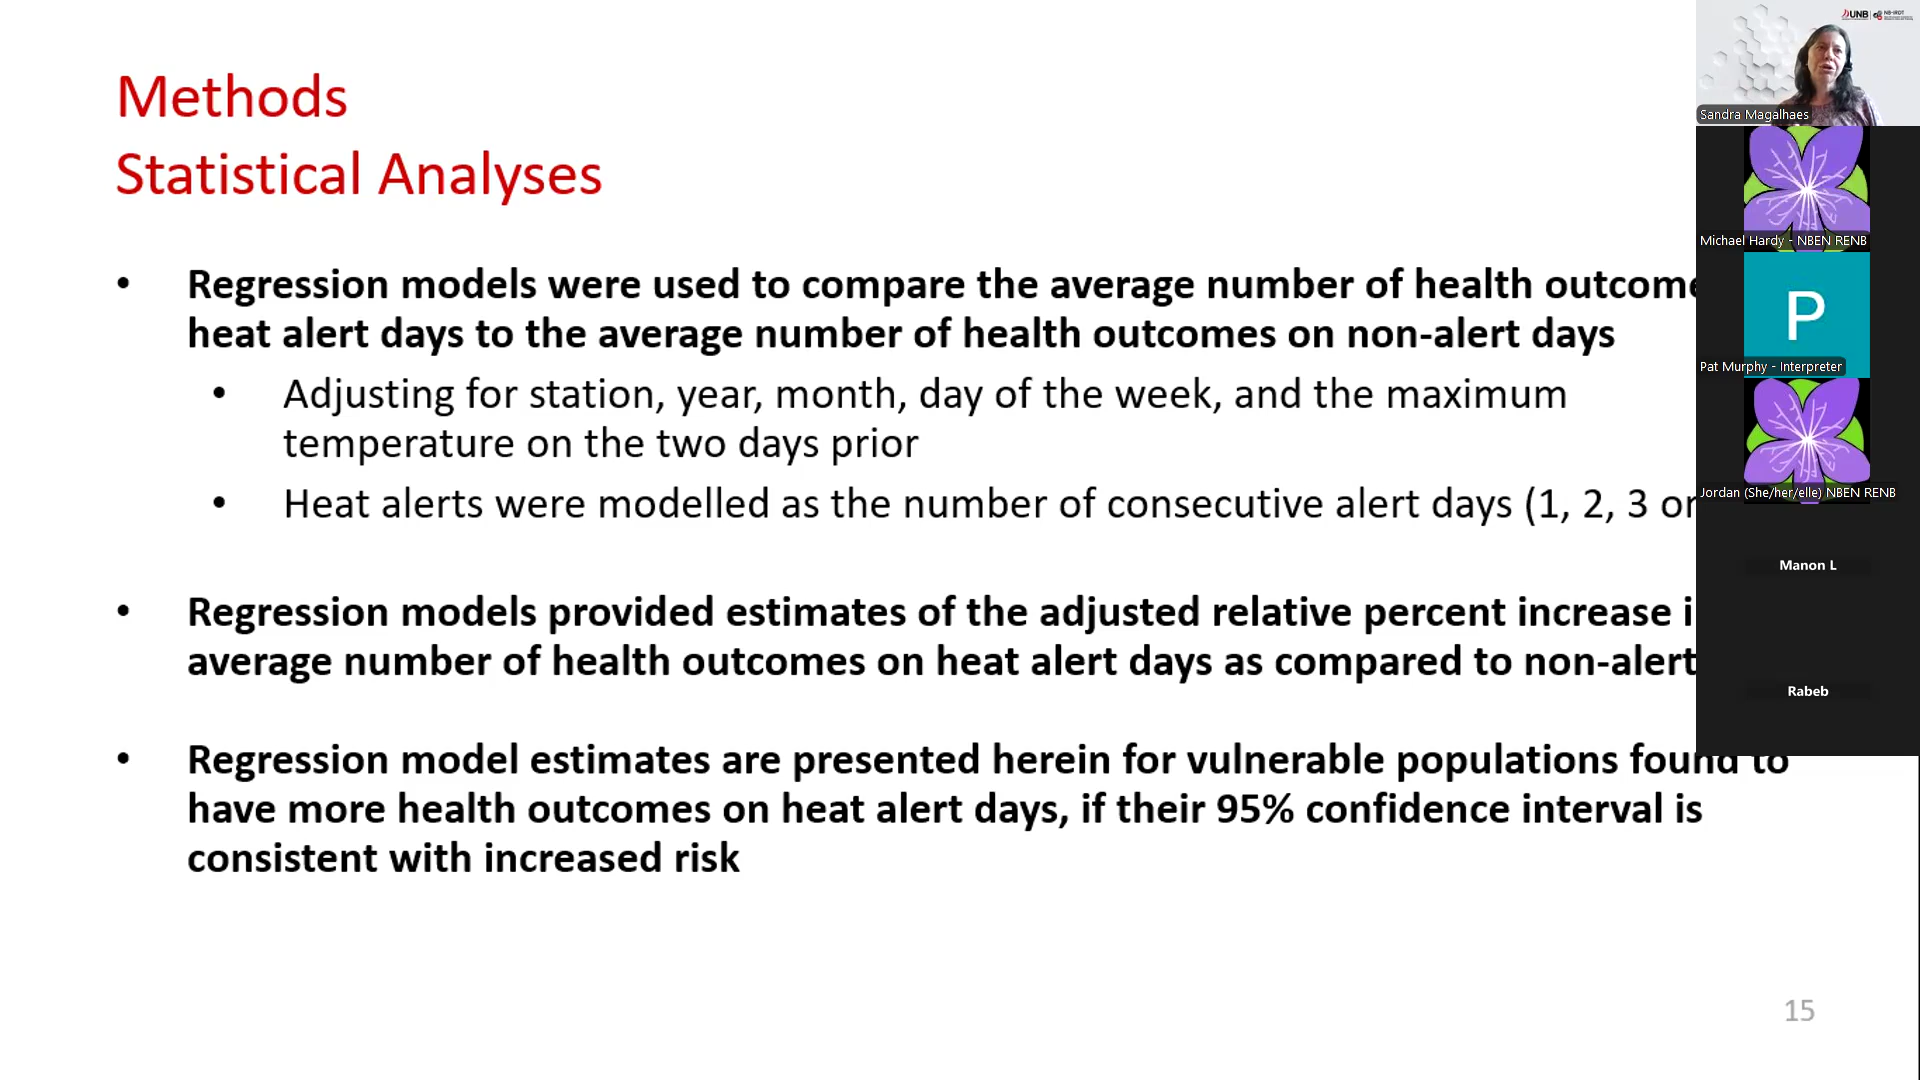 Methods
Statistical Analyses
• Regression models were used to compare the average number of health outcome
heat alert days to the average number of health outcomes on non-alert days
• Adjusting for station, year, month, day of the week, and the maximum
temperature on the two days prior
• Heat alerts were modelled as the number of consecutive alert days (1, 2, 3 or
• Regression models provided estimates of the adjusted relative percent increase i
average number of health outcomes on heat alert days as compared to non-alert
• Regression model estimates are presented herein for vulnerable populations found to
have more health outcomes on heat alert days, if their 95% confidence interval is
consistent with increased risk
15
UNB
NB-IRDT
Sandra Magalhaes
Michael Hardy - NBEN RENB
P
Pat Murphy - Interpreter
Jordan (She/her/elle) NBEN RENB
Manon L
Rabeb